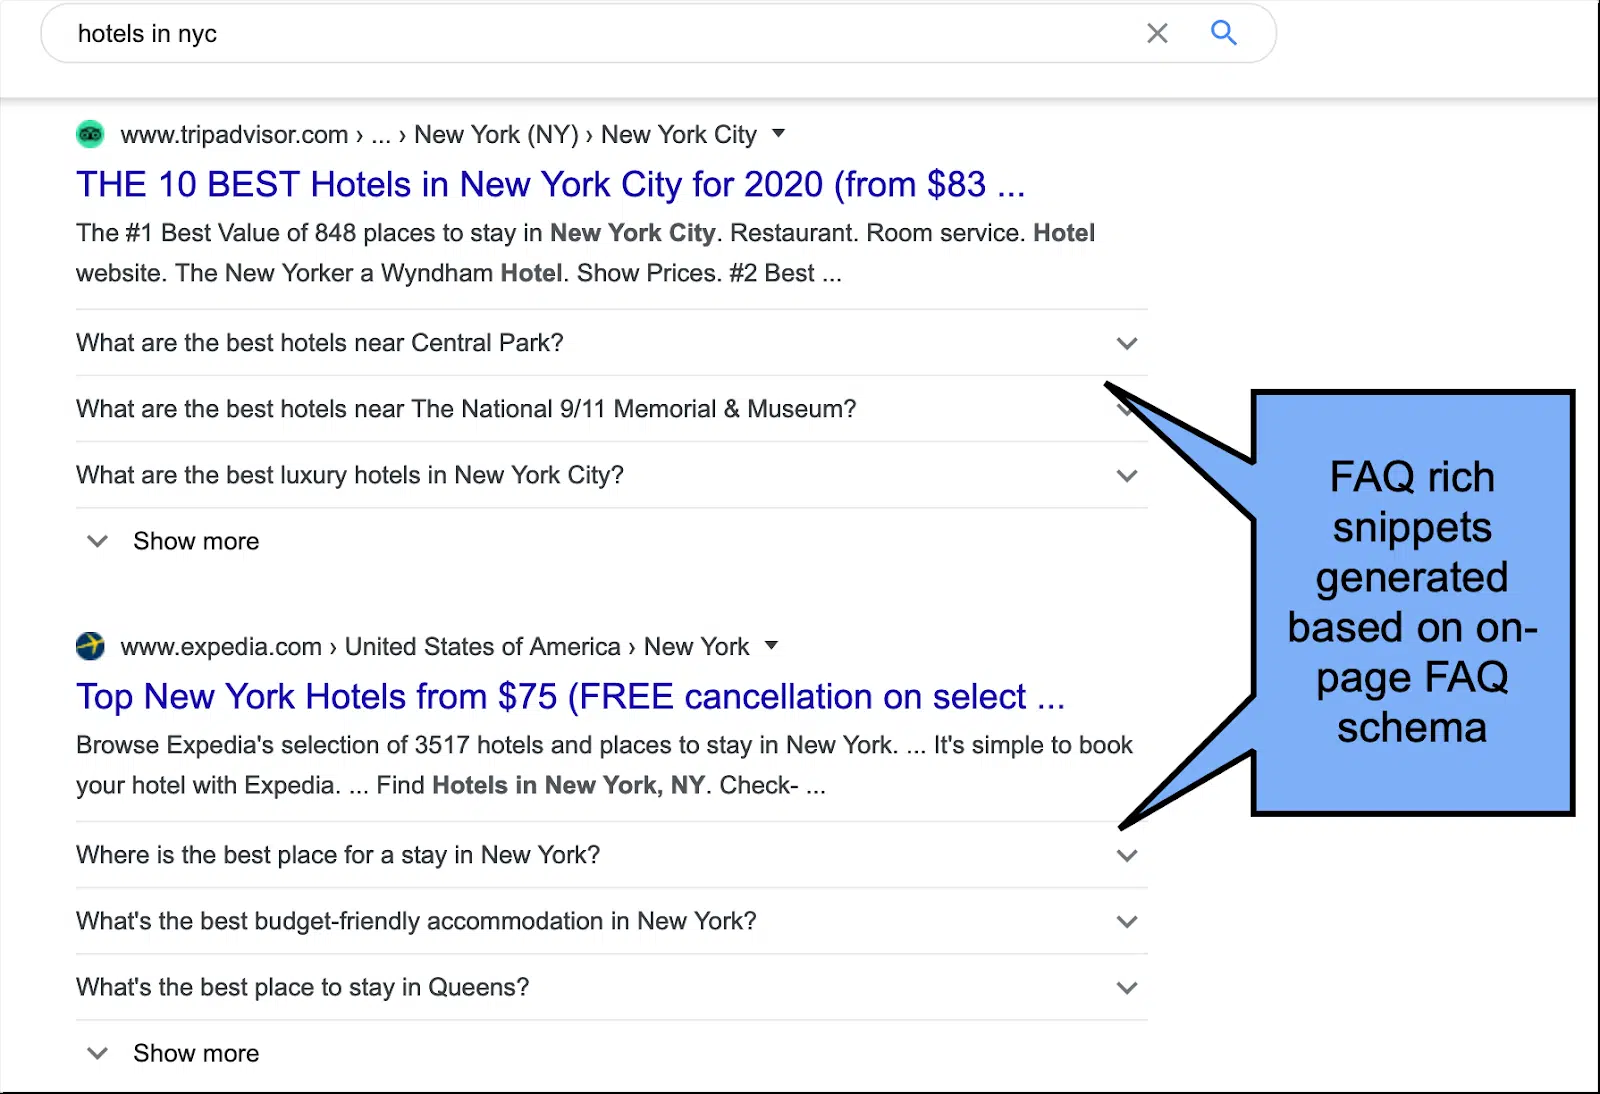 hotels in nyc
www.tripadvisor.com › ... › New York (NY) › New York City
THE 10 BEST Hotels in New York City for 2020 (from $83 ...
The #1 Best Value of 848 places to stay in New York City. Restaurant. Room service. Hotel
website. The New Yorker a Wyndham Hotel. Show Prices. #2 Best ...
What are the best hotels near Central Park?
What are the best hotels near The National 9/11 Memorial & Museum?
What are the best luxury hotels in New York City?
Show more
www.expedia.com › United States of America › New York
Top New York Hotels from $75 (FREE cancellation on select ...
Browse Expedia's selection of 3517 hotels and places to stay in New York. ... It's simple to book
your hotel with Expedia. ... Find Hotels in New York, NY. Check- ...
Where is the best place for a stay in New York?
What's the best budget-friendly accommodation in New York?
What's the best place to stay in Queens?
Show more
FAQ rich
snippets
generated
based on on-
page FAQ
schema